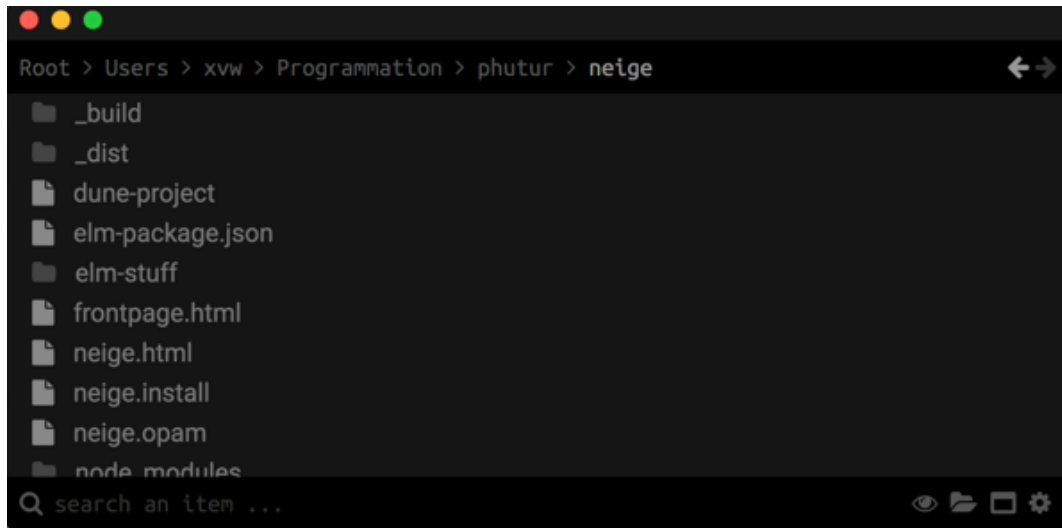 Root > Users > xvw > Programmation > phutur > neige
_build
_dist
dune-project
elm-package.json
elm-stuff
frontpage.html
neige.html
neige.install
neige.opam
node_modules
search an item ...